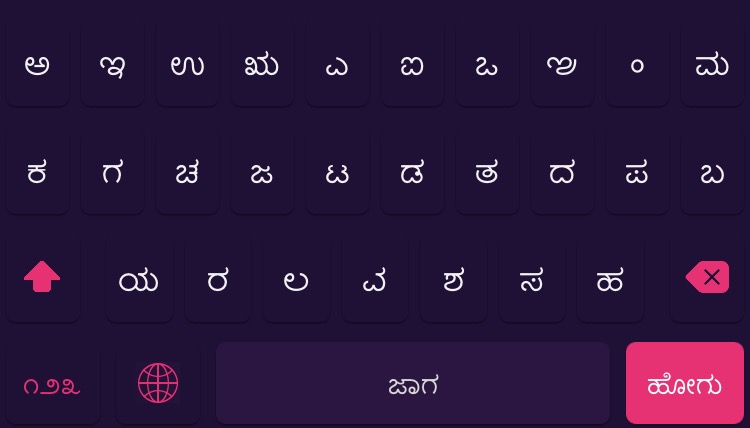 ಅ ಇ ಉ ಋ ಎ ಐ ಒ ಞ ಂ ಮ
ಕ ಗ ಚ ಜ ಟ ಡ ತ ದ ಪ ಬ
ಯ ರ ಲ ವ ಶ ಸ ಹ
೧೨೩ ಜಾಗ ಹೋಗು